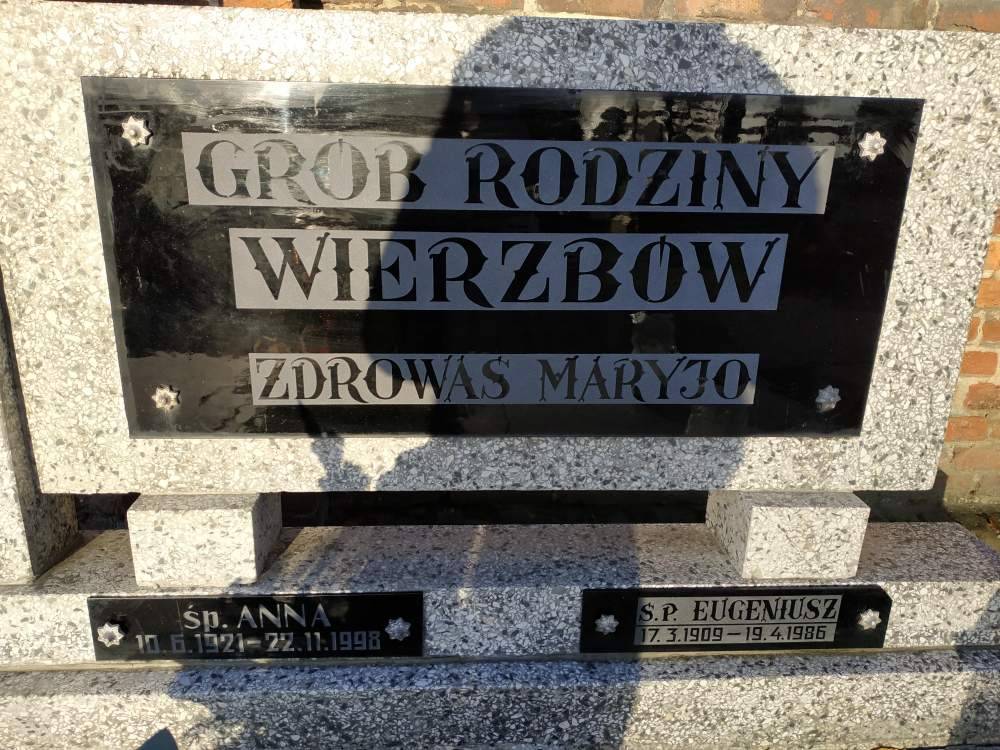 GRÓB RODZINY
WIERZBÓW
ZDROWAŚ MARYJO
śp. ANNA
10.6.1921-22.11.1998
Ś.P. EUGENIUSZ
17.3.1909-19.4.1986